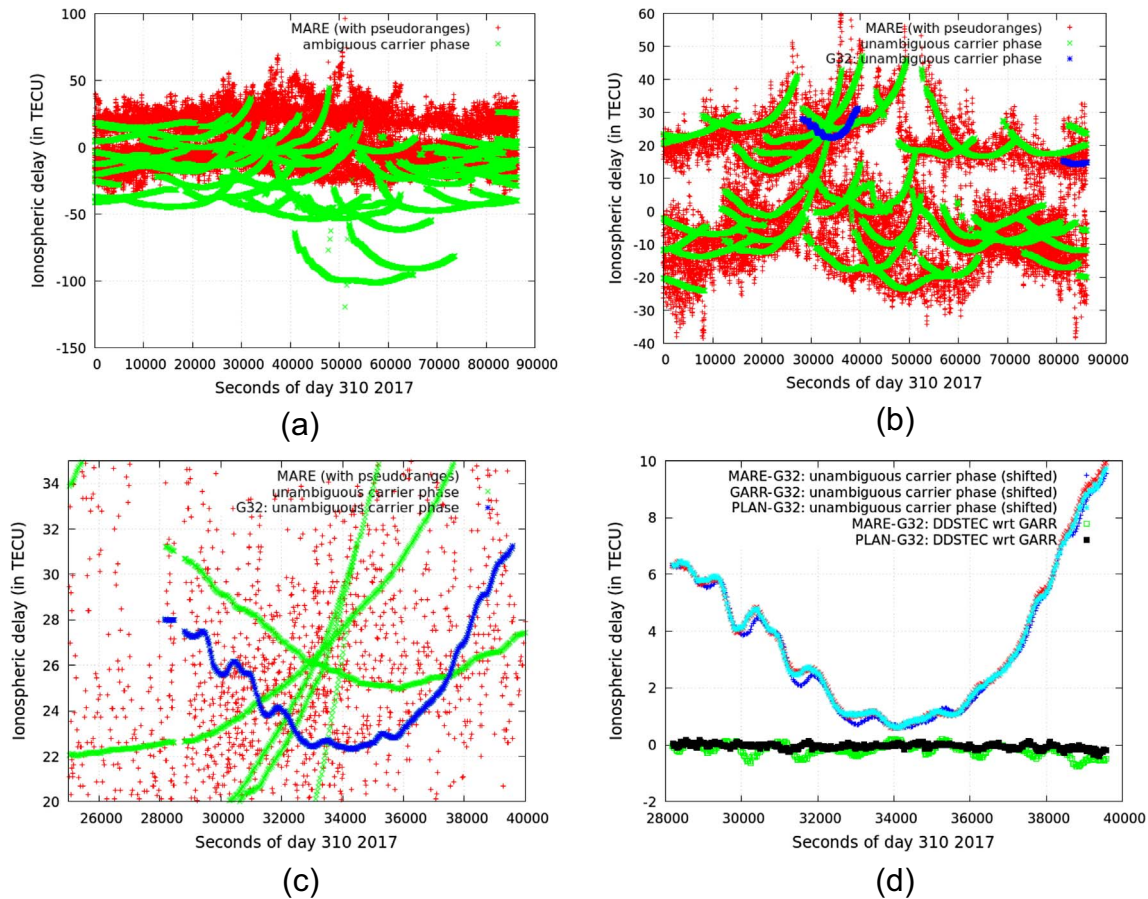 MARE (with pseudoranges)
ambiguous carrier phase
100
50
0
-50
-100
-150
0 10000 20000 30000 40000 50000 60000 70000 80000 90000
Ionospheric delay (in TECU)
Seconds of day 310 2017
(a)
MARE (with pseudoranges)
unambiguous carrier phase
G32: unambiguous carrier phase
60
50
40
30
20
10
0
-10
-20
-30
-40
0 10000 20000 30000 40000 50000 60000 70000 80000 90000
Ionospheric delay (in TECU)
Seconds of day 310 2017
(b)
MARE (with pseudoranges)
unambiguous carrier phase
G32: unambiguous carrier phase
34
32
30
28
26
24
22
20
26000 28000 30000 32000 34000 36000 38000 40000
Ionospheric delay (in TECU)
Seconds of day 310 2017
(c)
MARE-G32: unambiguous carrier phase (shifted)
GARR-G32: unambiguous carrier phase (shifted)
PLAN-G32: unambiguous carrier phase (shifted)
MARE-G32: DDSTEC wrt GARR
PLAN-G32: DDSTEC wrt GARR
10
8
6
4
2
0
-2
28000 30000 32000 34000 36000 38000 40000
Ionospheric delay (in TECU)
Seconds of day 310 2017
(d)